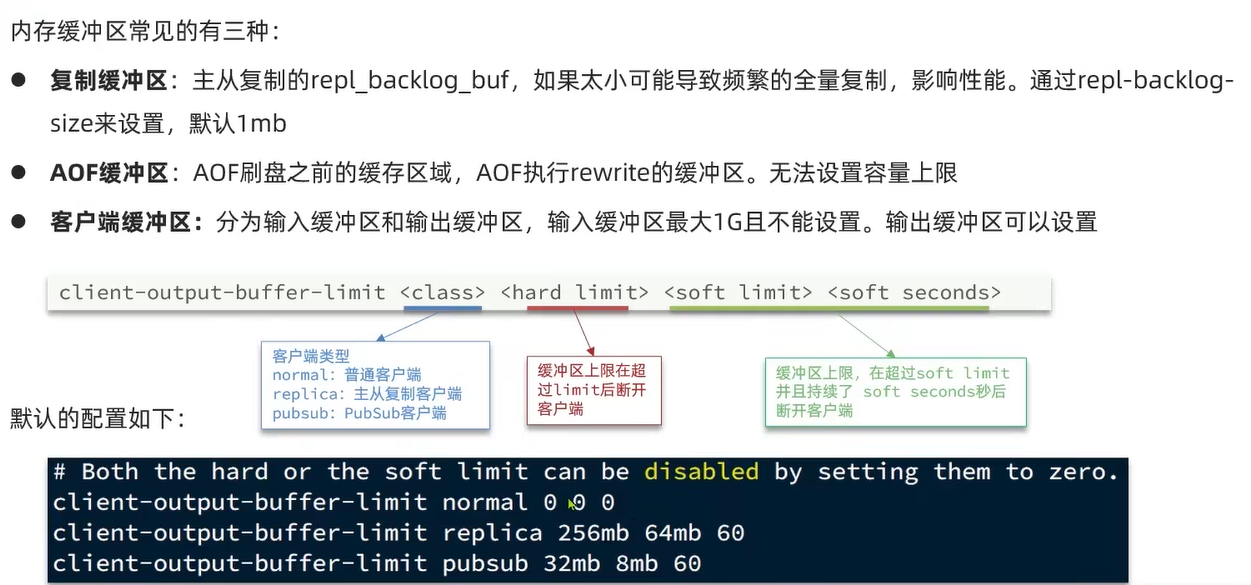 内存缓冲区常见的有三种：
● 复制缓冲区：主从复制的repl_backlog_buf，如果太小可能导致频繁的全量复制，影响性能。通过repl-backlog-
size来设置，默认1mb
● AOF缓冲区：AOF刷盘之前的缓存区域，AOF执行rewrite的缓冲区。无法设置容量上限
● 客户端缓冲区：分为输入缓冲区和输出缓冲区，输入缓冲区最大1G且不能设置。输出缓冲区可以设置
client-output-buffer-limit <class> <hard limit> <soft limit> <soft seconds>
客户端类型
normal：普通客户端
replica：主从复制客户端
pubsub：PubSub客户端
缓冲区上限在超
过limit后断开
客户端
缓冲区上限，在超过soft limit
并且持续了 soft seconds秒后
断开客户端
默认的配置如下：
# Both the hard or the soft limit can be disabled by setting them to zero.
client-output-buffer-limit normal 0 0 0
client-output-buffer-limit replica 256mb 64mb 60
client-output-buffer-limit pubsub 32mb 8mb 60